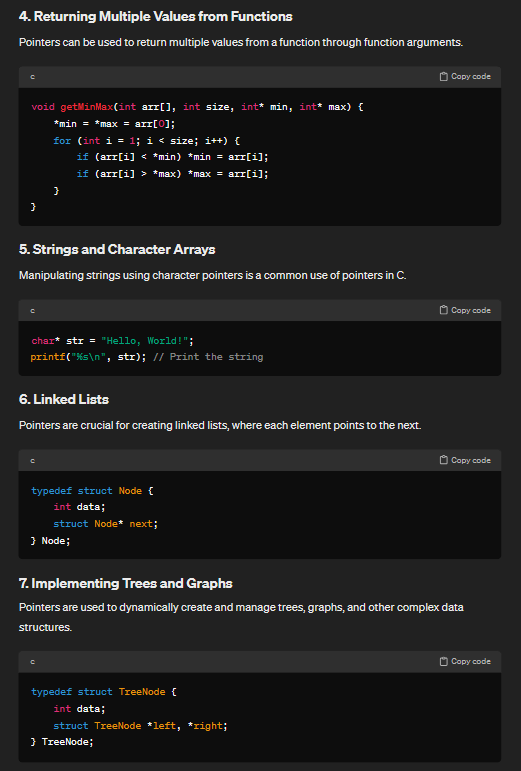 4. Returning Multiple Values from Functions
Pointers can be used to return multiple values from a function through function arguments.
c
Copy code
void getMinMax(int arr[], int size, int* min, int* max) {
    *min = *max = arr[0];
    for (int i = 1; i < size; i++) {
        if (arr[i] < *min) *min = arr[i];
        if (arr[i] > *max) *max = arr[i];
    }
}
5. Strings and Character Arrays
Manipulating strings using character pointers is a common use of pointers in C.
c
Copy code
char* str = "Hello, World!";
printf("%s\n", str); // Print the string
6. Linked Lists
Pointers are crucial for creating linked lists, where each element points to the next.
c
Copy code
typedef struct Node {
    int data;
    struct Node* next;
} Node;
7. Implementing Trees and Graphs
Pointers are used to dynamically create and manage trees, graphs, and other complex data
structures.
c
Copy code
typedef struct TreeNode {
    int data;
    struct TreeNode *left, *right;
} TreeNode;